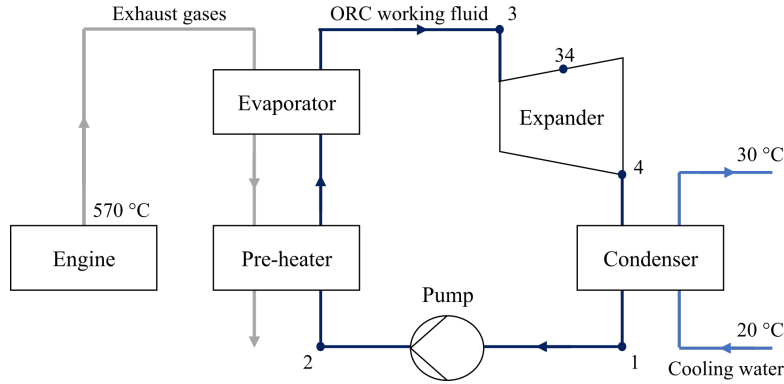 Exhaust gases
ORC working fluid
3
34
Evaporator
Expander
4
30 °C
570 °C
Engine
Pre-heater
Condenser
Pump
2
1
20 °C
Cooling water